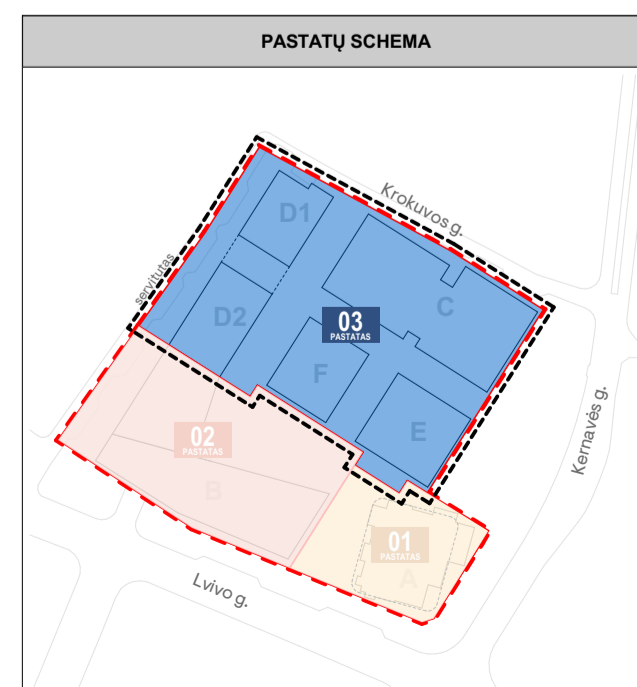 PASTATŲ SCHEMA
Krokuvos g.
D1
servitutas
C
D2
03
PASTATAS
F
E
Kernavės g.
02
PASTATAS
B
01
PASTATAS
A
Lvivo g.